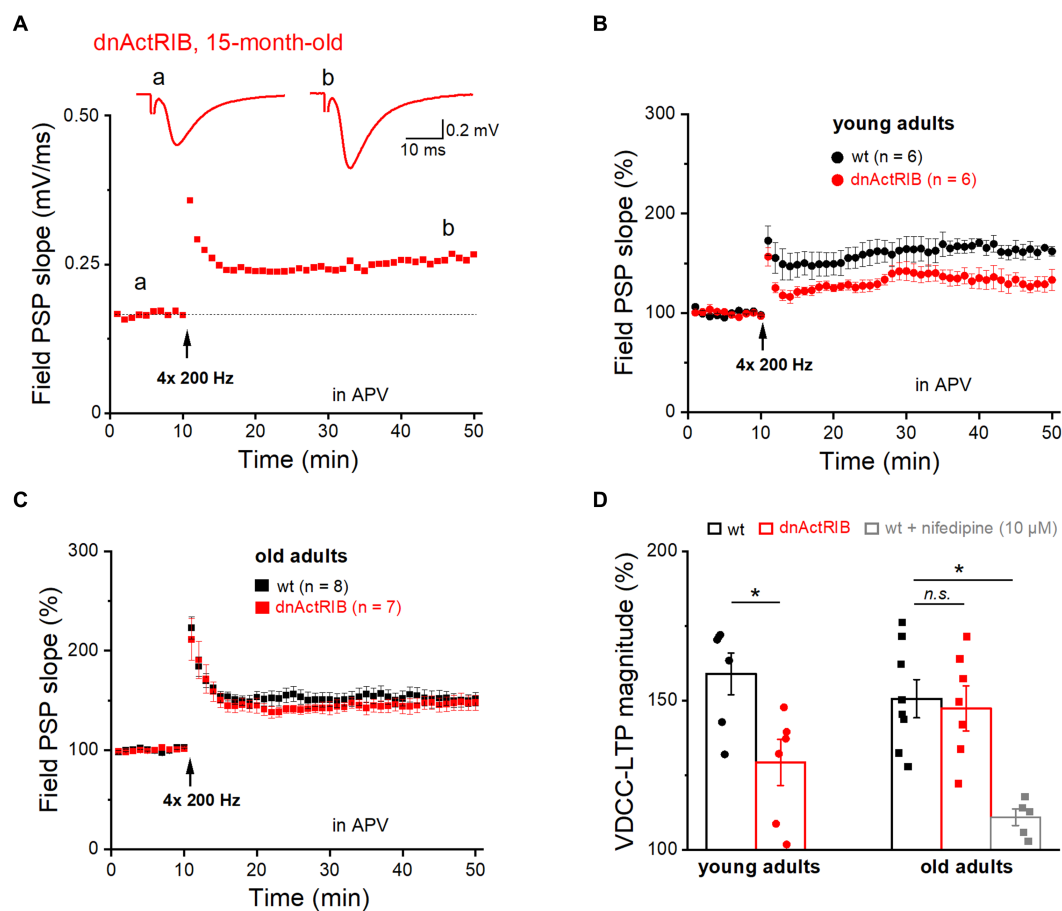 A
dnActRIB, 15-month-old
a
b
0.2 mV
10 ms
0.50
0.25
0
Field PSP slope (mV/ms)
a
b
4x 200 Hz
in APV
0 10 20 30 40 50
Time (min)
B
150
100
50
0
Field PSP slope (%)
200
young adults
wt (n = 6)
dnActRIB (n = 6)
4x 200 Hz
in APV
0 10 20 30 40 50
Time (min)
C
300
250
200
150
100
50
0
Field PSP slope (%)
old adults
wt (n = 8)
dnActRIB (n = 7)
4x 200 Hz
in APV
0 10 20 30 40 50
Time (min)
D
wt dnActRIB wt + nifedipine (10 µM)
200
150
100
VDCC-LTP magnitude (%)
*
*
n.s.
young adults old adults